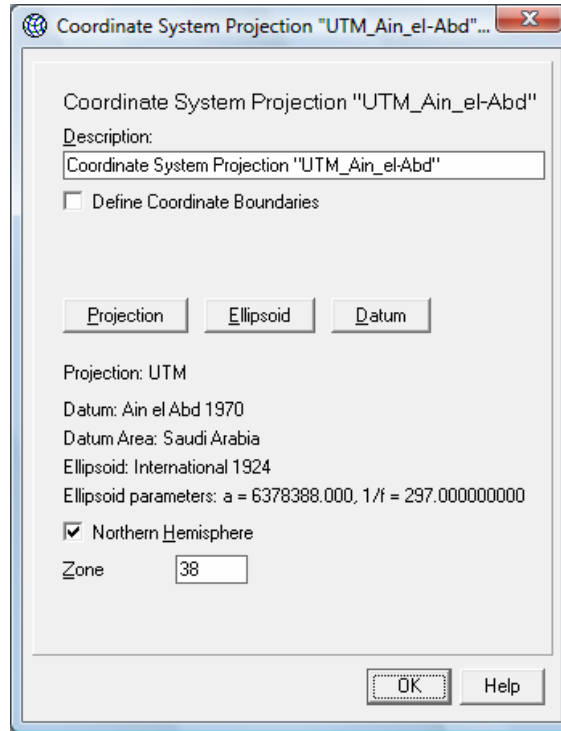 Coordinate System Projection "UTM_Ain_el-Abd"...
Coordinate System Projection "UTM_Ain_el-Abd"
Description:
Coordinate System Projection "UTM_Ain_el-Abd"
Define Coordinate Boundaries
Projection Ellipsoid Datum
Projection: UTM
Datum: Ain el Abd 1970
Datum Area: Saudi Arabia
Ellipsoid: International 1924
Ellipsoid parameters: a = 6378388.000, 1/f = 297.000000000
Northern Hemisphere
Zone 38
OK Help